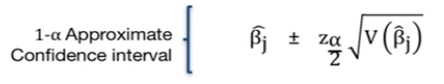 1-α Approximate
Confidence interval
β̂j ± zα/2 √V(β̂j)